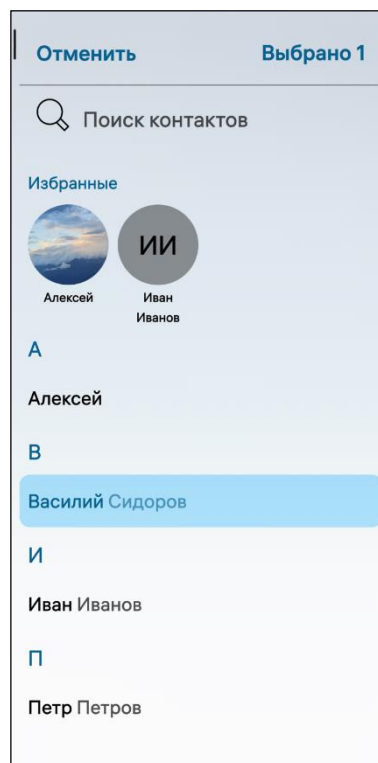 Отменить Выбрано 1
Поиск контактов
Избранные
ИИ
Алексей Иван
Иванов
А
Алексей
В
Василий Сидоров
И
Иван Иванов
П
Петр Петров